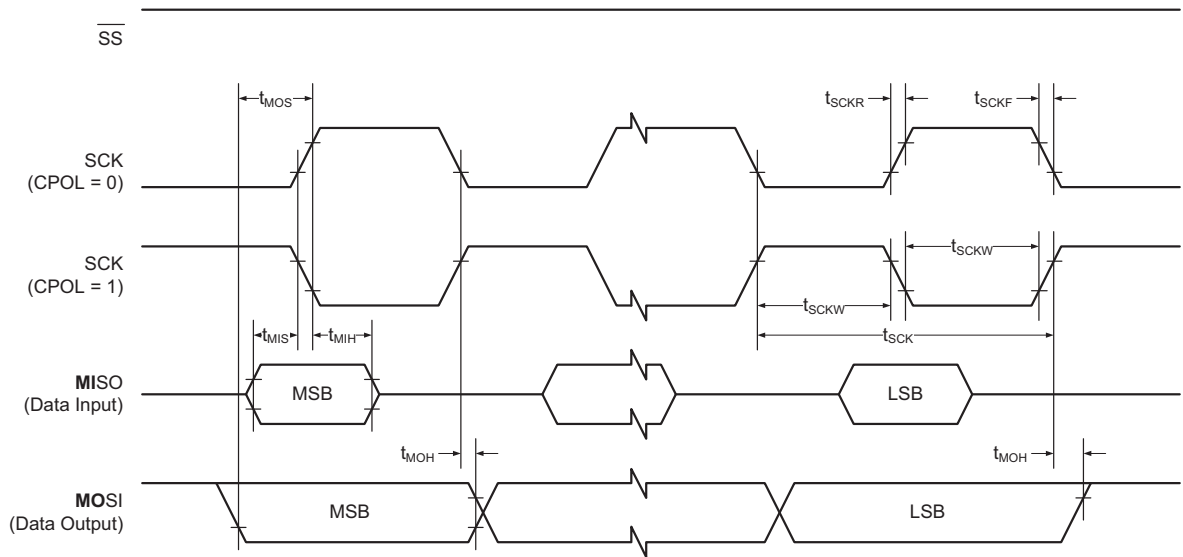 SS
tMOS
tSCKR
tSCKF
SCK
(CPOL = 0)
SCK
(CPOL = 1)
tSCKW
tSCKW
tMIS
tMIH
tSCK
MISO
(Data Input)
MSB
LSB
tMOH
tMOH
MOSI
(Data Output)
MSB
LSB